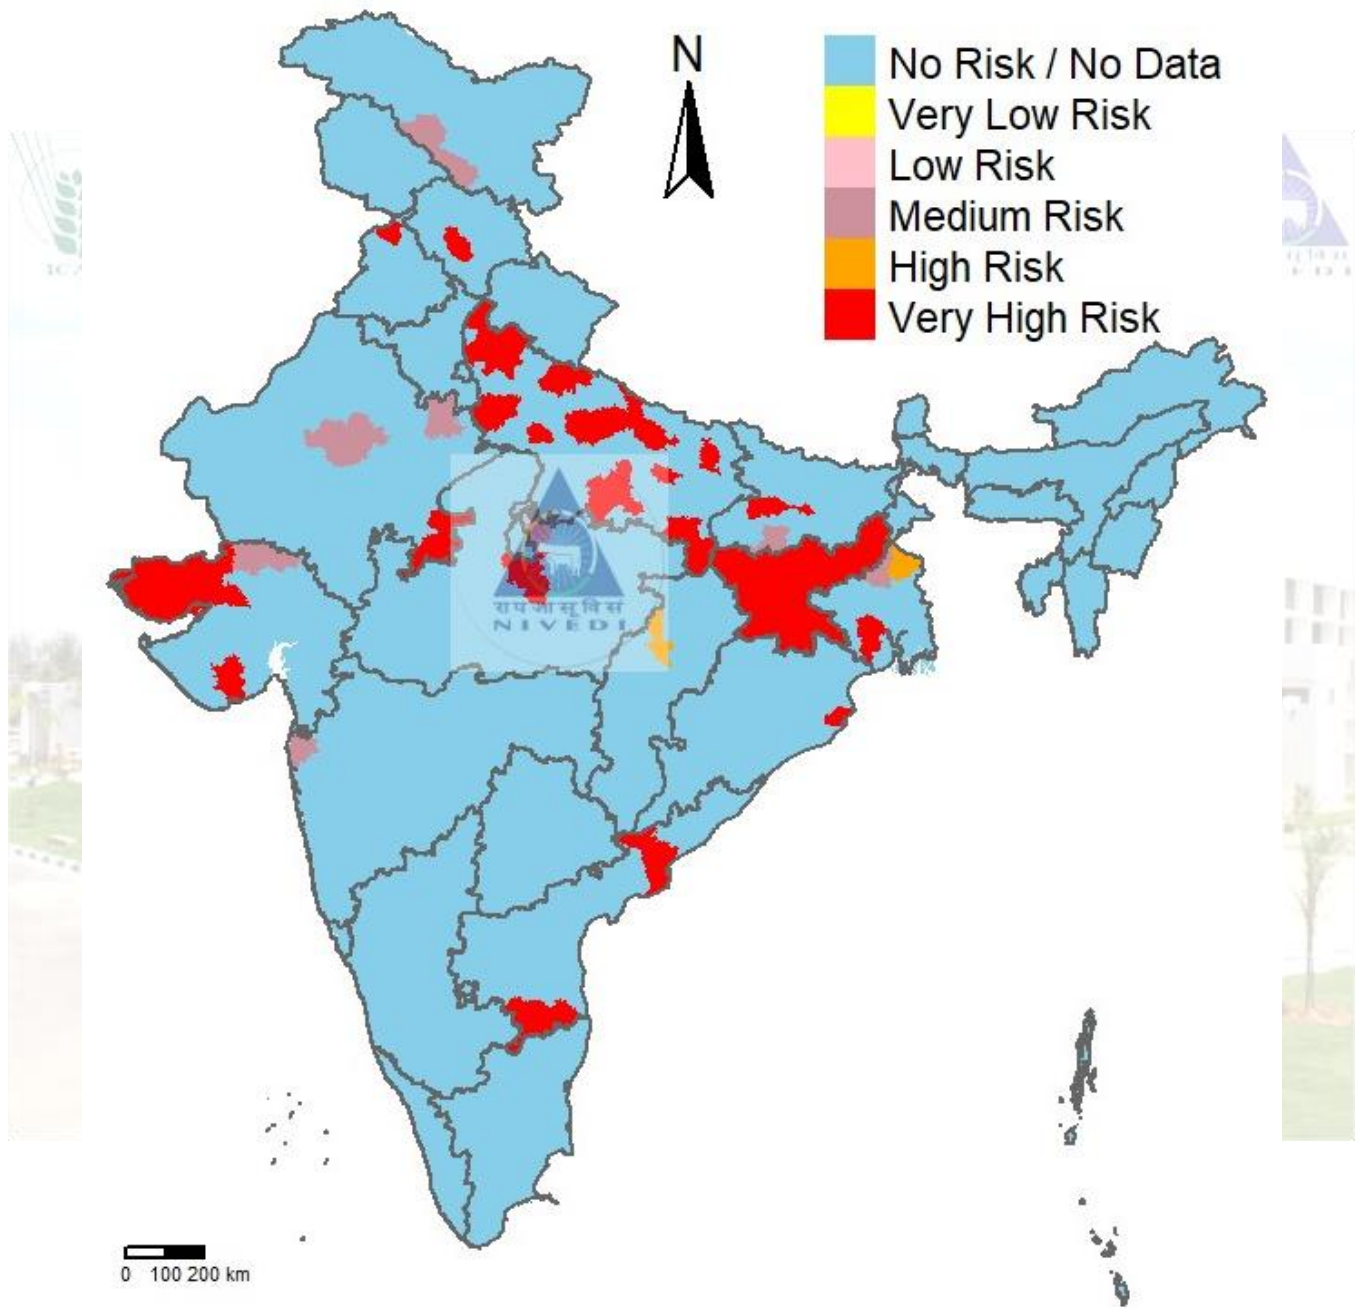 N
No Risk / No Data
Very Low Risk
Low Risk
Medium Risk
High Risk
Very High Risk
NIVEDI
0 100 200 km